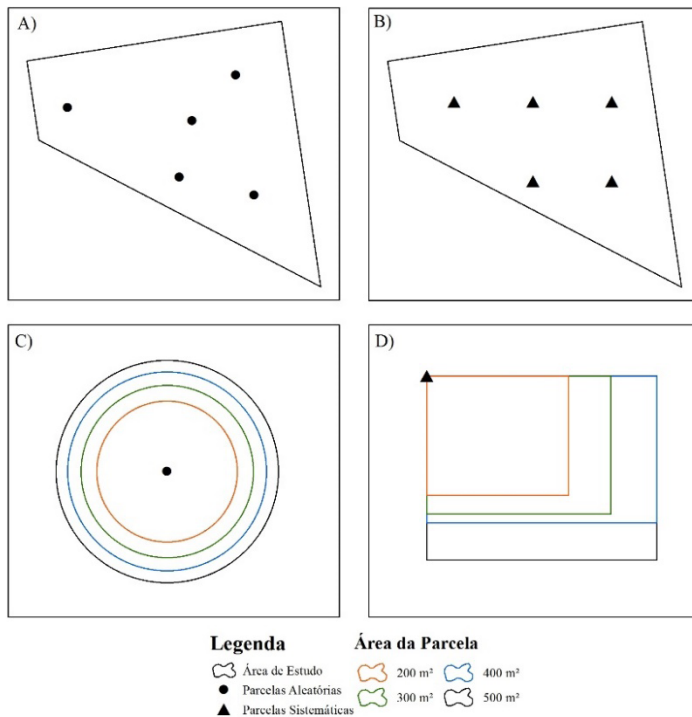 A)
B)
C)
D)
Legenda
Área de Estudo
Parcelas Aleatórias
Parcelas Sistemáticas
Área da Parcela
200 m²
400 m²
300 m²
500 m²